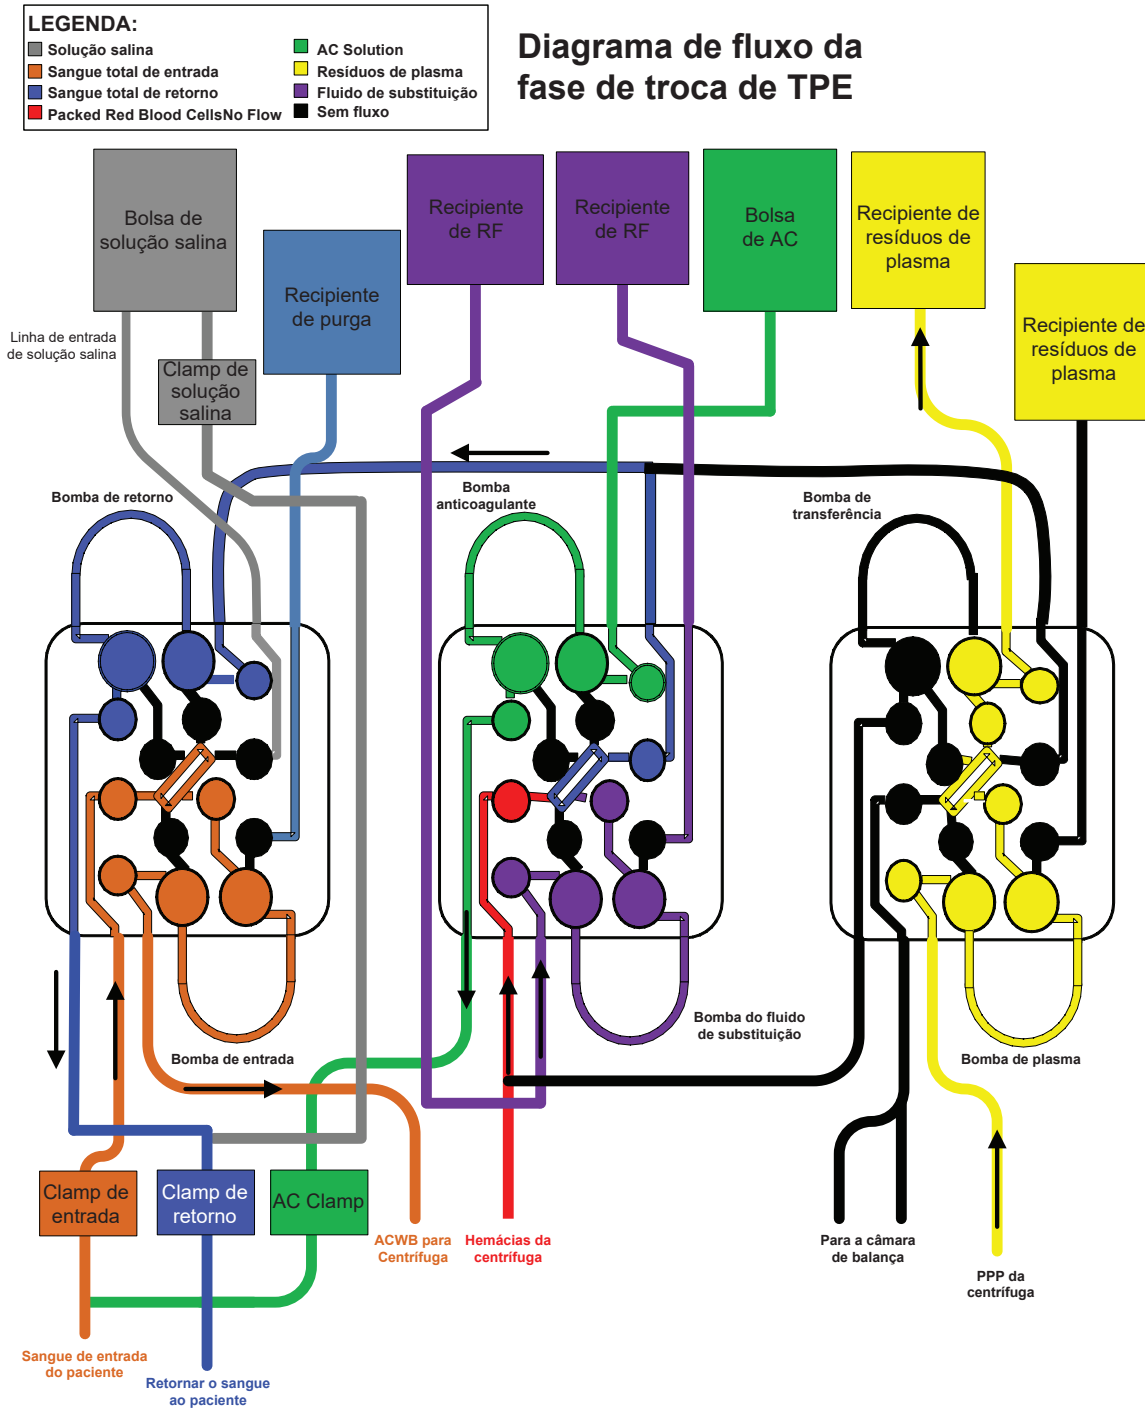 LEGENDA:
Solução salina
Sangue total de entrada
Sangue total de retorno
Packed Red Blood CellsNo Flow
AC Solution
Resíduos de plasma
Fluido de substituição
Sem fluxo
Diagrama de fluxo da
fase de troca de TPE
Bolsa de
solução salina
Recipiente
de purga
Recipiente
de RF
Recipiente
de RF
Bolsa
de AC
Recipiente de
resíduos de
plasma
Recipiente de
resíduos de
plasma
Linha de entrada
de solução salina
Clamp de
solução
salina
Bomba de retorno
Bomba
anticoagulante
Bomba de
transferência
Bomba de entrada
Bomba do fluido
de substituição
Bomba de plasma
Clamp de
entrada
Clamp de
retorno
AC Clamp
ACWB para
Centrífuga
Hemácias da
centrífuga
Para a câmara
de balança
PPP da
centrífuga
Sangue de entrada
do paciente
Retornar o sangue
ao paciente